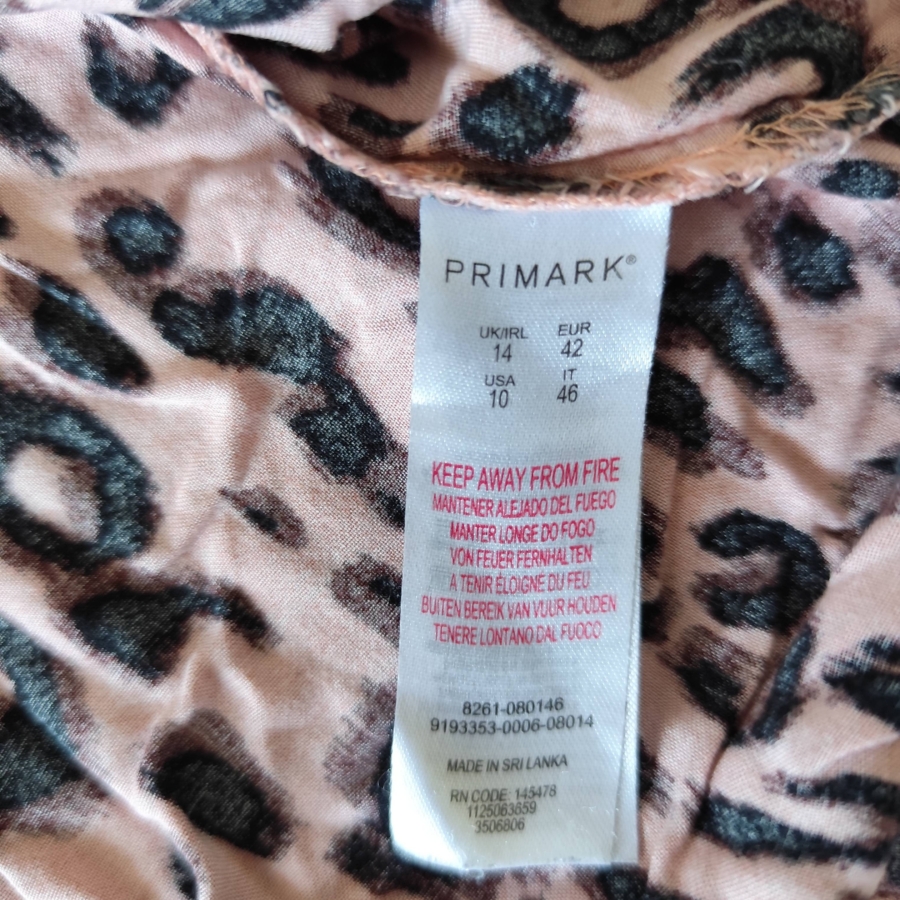 PRIMARK®
UK/IRL EUR
14 42
USA IT
10 46
KEEP AWAY FROM FIRE
MANTENER ALEJADO DEL FUEGO
MANTER LONGE DO FOGO
VON FEUER FERNHALTEN
A TENIR ÉLOIGNÉ DU FEU
BUITEN BEREIK VAN VUUR HOUDEN
TENERE LONTANO DAL FUOCO
8261-080146
9193353-0006-08014
MADE IN SRI LANKA
RN CODE: 145478
1125063859
3506806